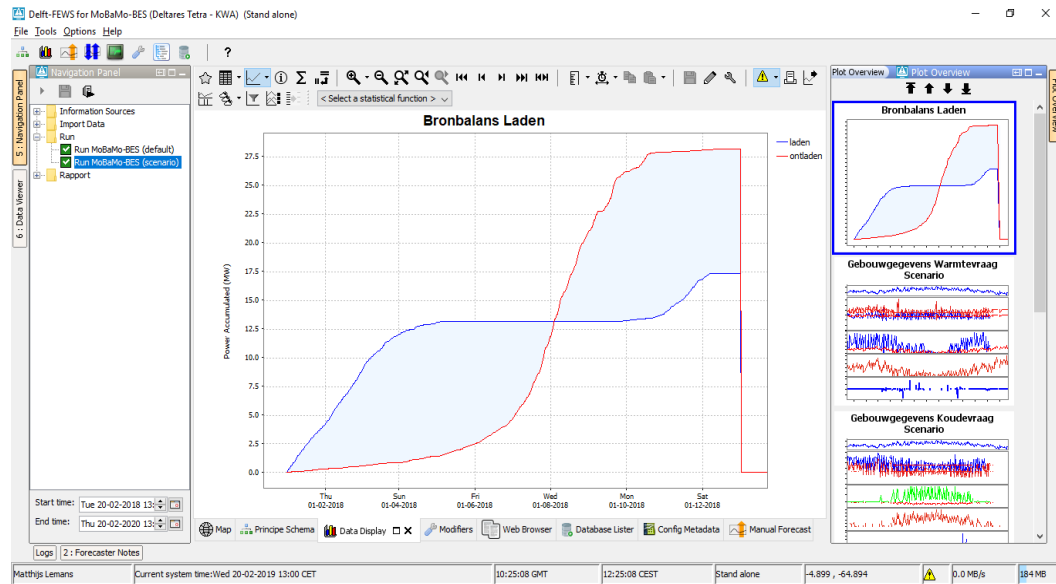 Delft-FEWS for MoBaMo-BES (Deltares Tetra - KWA) (Stand alone)
File Tools Options Help
?
5 : Navigation Panel
6 : Data Viewer
Navigation Panel
Information Sources
Import Data
Run
Run MoBaMo-BES (default)
Run MoBaMo-BES (scenario)
Rapport
Start time: Tue 20-02-2018 13:
End time: Thu 20-02-2020 13:
< Select a statistical function >
Bronbalans Laden
laden
ontladen
Power Accumulated (MW)
27.5
25.0
22.5
20.0
17.5
15.0
12.5
10.0
7.5
5.0
2.5
0.0
Thu Sun Fri Wed Mon Sat
01-02-2018 01-04-2018 01-06-2018 01-08-2018 01-10-2018 01-12-2018
Map Principe Schema Data Display Modifiers Web Browser Database Lister Config Metadata Manual Forecast
Plot Overview Plot Overview
Plot Overview
Bronbalans Laden
Gebouwgegevens Warmtevraag
Scenario
Gebouwgegevens Koudevraag
Scenario
Logs 2 : Forecaster Notes
Matthijs Lemans Current system time:Wed 20-02-2019 13:00 CET 10:25:08 GMT 12:25:08 CEST Stand alone -4.899 , -64.894 0.0 MB/s 184 MB